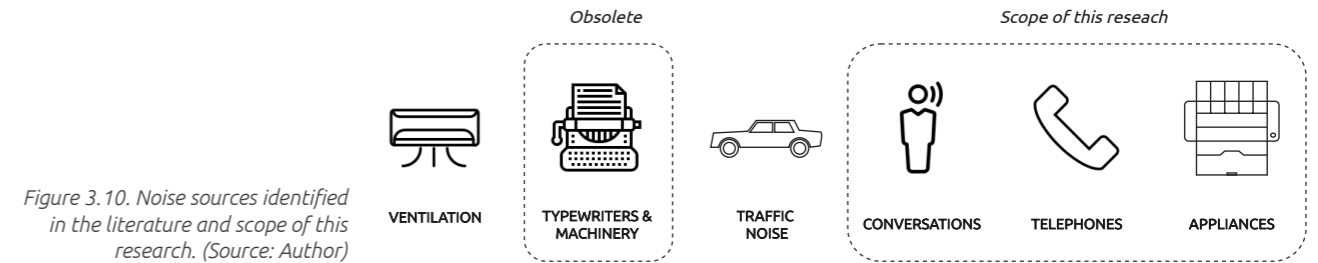 Obsolete
Scope of this reseach
Figure 3.10. Noise sources identified
in the literature and scope of this
research. (Source: Author)
VENTILATION
TYPEWRITERS &
MACHINERY
TRAFFIC
NOISE
CONVERSATIONS
TELEPHONES
APPLIANCES